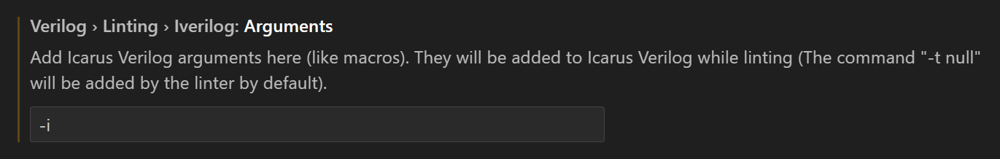 Verilog › Linting › Iverilog: Arguments
Add Icarus Verilog arguments here (like macros). They will be added to Icarus Verilog while linting (The command "-t null"
will be added by the linter by default).
-i